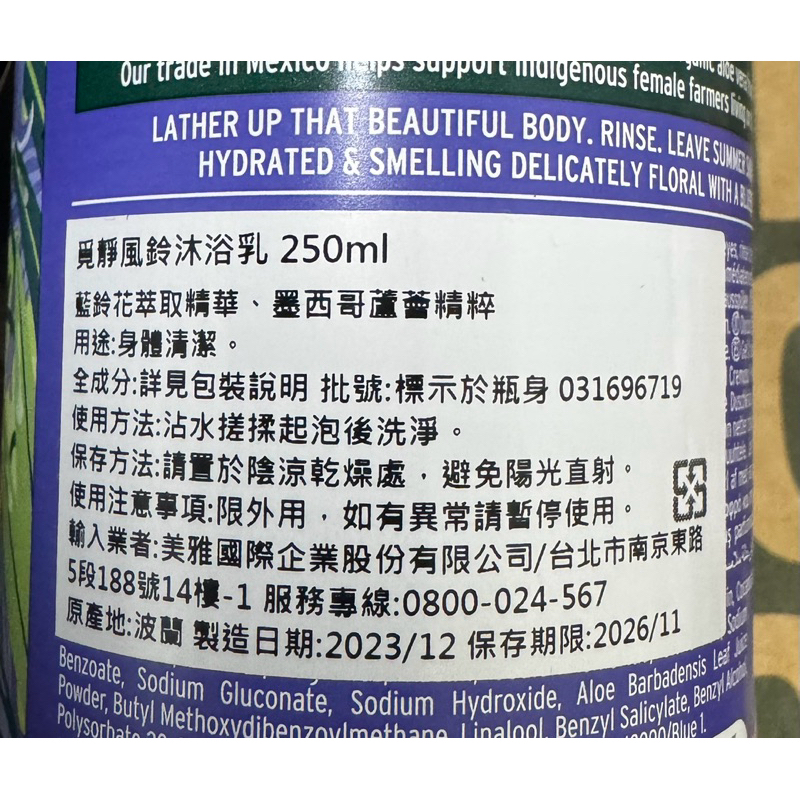 Our trade in Mexico helps support indigenous female farmers living
LATHER UP THAT BEAUTIFUL BODY. RINSE. LEAVE SUMMER
HYDRATED & SMELLING DELICATELY FLORAL WITH A
覓靜風鈴沐浴乳 250ml
藍鈴花萃取精華、墨西哥蘆薈精粹
用途:身體清潔。
全成分:詳見包裝說明 批號:標示於瓶身 031696719
使用方法:沾水搓揉起泡後洗淨。
保存方法:請置於陰涼乾燥處,避免陽光直射。
使用注意事項:限外用,如有異常請暫停使用。
輸入業者:美雅國際企業股份有限公司/台北市南京東路
5段188號14樓-1 服務專線:0800-024-567
原產地:波蘭 製造日期:2023/12 保存期限:2026/11
Benzoate, Sodium Gluconate, Sodium Hydroxide, Aloe Barbadensis Leaf Juice
Powder, Butyl Methoxydibenzoylmethane, Linalool, Benzyl Salicylate, Benzyl Alcohol,
Polysorbate